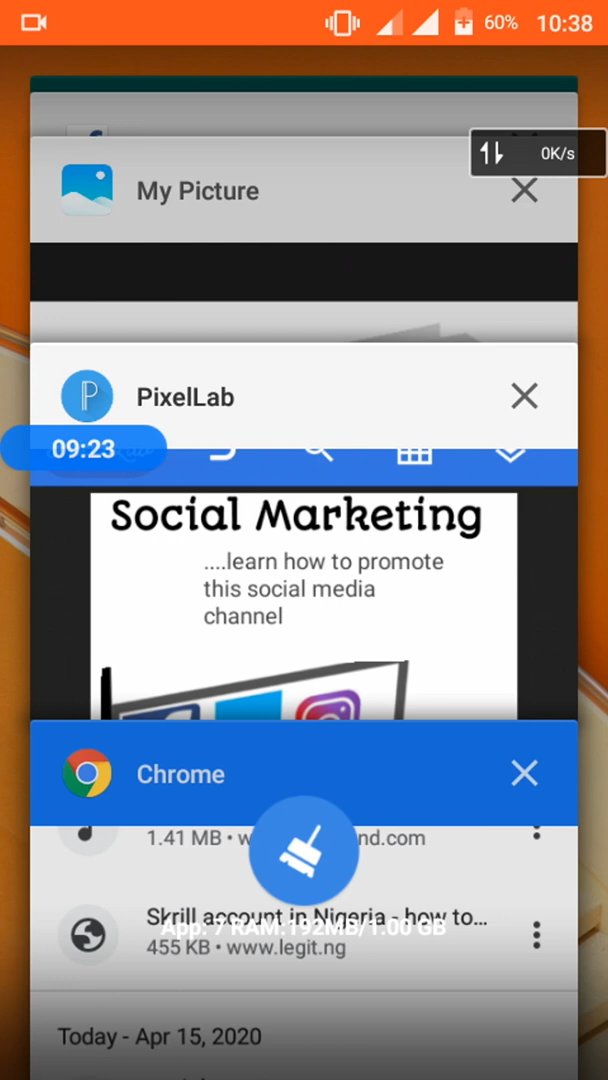 60% 10:38
0K/s
My Picture
PixelLab
09:23
Social Marketing
....learn how to promote
this social media
channel
Chrome
1.41 MB • w nd.com
Skrill account in Nigeria - how to...
App: 7 RAM:192MB/1.00 GB
455 KB • www.legit.ng
Today - Apr 15, 2020